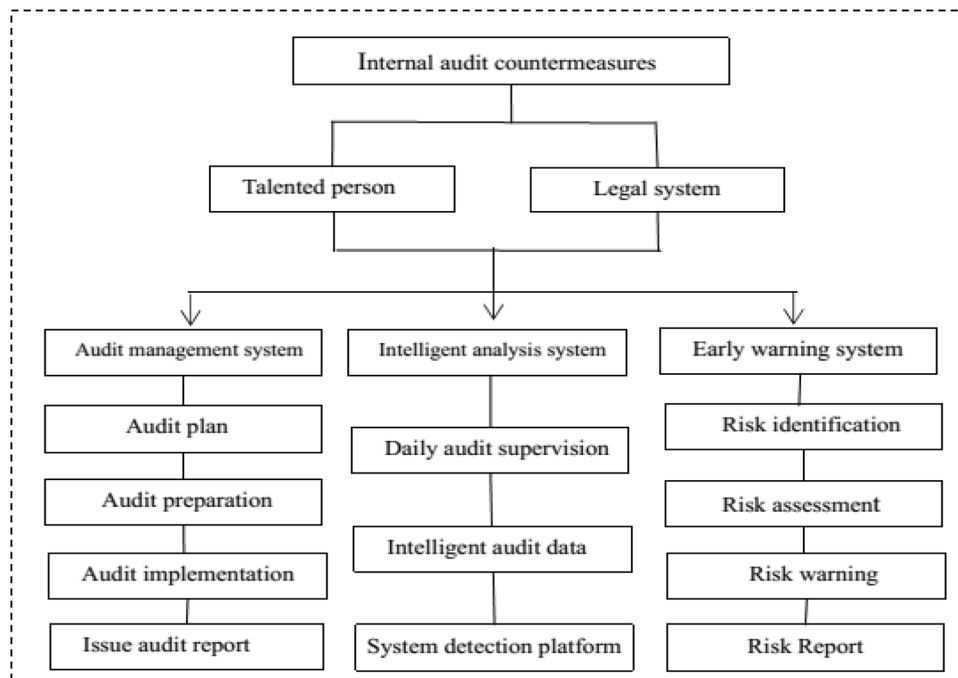 Internal audit countermeasures
Talented person
Legal system
Audit management system
Intelligent analysis system
Early warning system
Audit plan
Daily audit supervision
Risk identification
Audit preparation
Intelligent audit data
Risk assessment
Audit implementation
Risk warning
Issue audit report
System detection platform
Risk Report